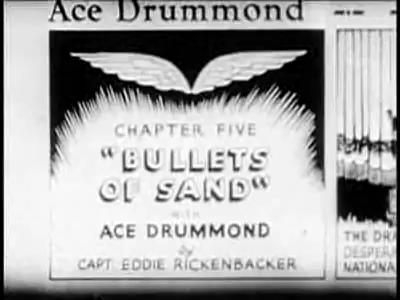 Ace Drummond
CHAPTER FIVE
"BULLETS
OF SAND"
with
ACE DRUMMOND
by
CAPT. EDDIE RICKENBACKER
THE DRA
DESPERA
NATIONA